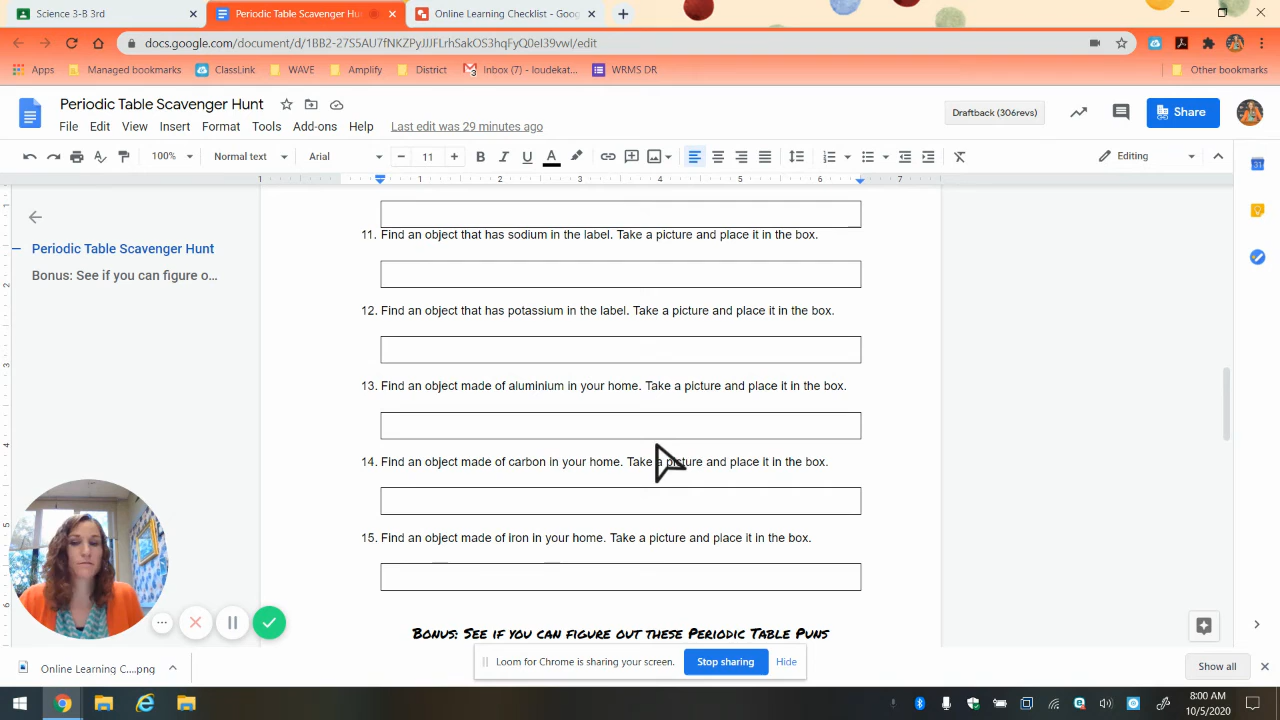 Science 3-B 3rd
Periodic Table Scavenger Hun
Online Learning Checklist - Goog
docs.google.com/document/d/1BB2-27S5AU7fNKZPyJJJFLrhSakOS3hqFyQ0eI39vwI/edit
Apps
Managed bookmarks
ClassLink
WAVE
Amplify
District
Inbox (7) - loudekat...
WRMS DR
Other bookmarks
Periodic Table Scavenger Hunt
Draftback (306revs)
Share
File Edit View Insert Format Tools Add-ons Help Last edit was 29 minutes ago
100% Normal text Arial 11 Editing
1 1 2 3 4 5 6 7
Periodic Table Scavenger Hunt
Bonus: See if you can figure o...
11. Find an object that has sodium in the label. Take a picture and place it in the box.
12. Find an object that has potassium in the label. Take a picture and place it in the box.
13. Find an object made of aluminium in your home. Take a picture and place it in the box.
14. Find an object made of carbon in your home. Take a picture and place it in the box.
15. Find an object made of iron in your home. Take a picture and place it in the box.
Bonus: See if you can figure out these Periodic Table Puns
Loom for Chrome is sharing your screen. Stop sharing Hide
Online Learning C....png
Show all
8:00 AM
10/5/2020